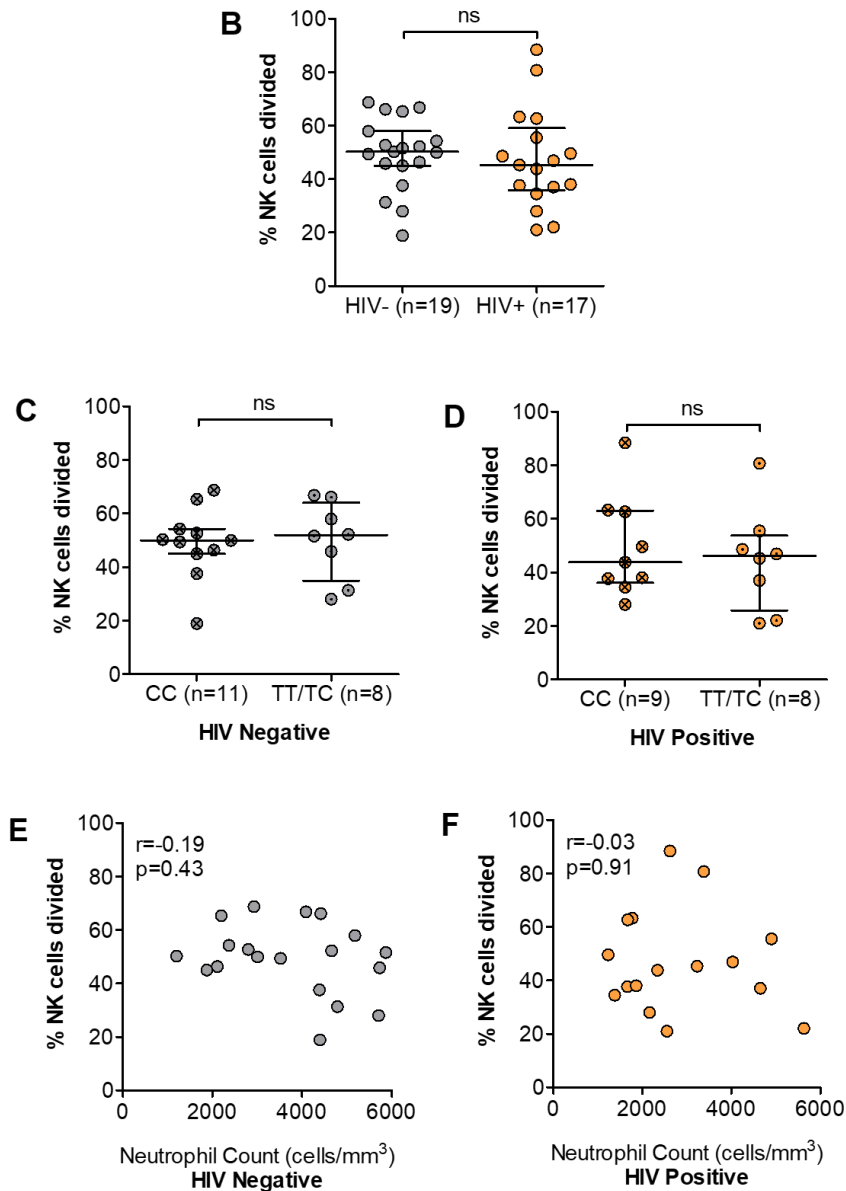 B
ns
% NK cells divided
100
80
60
40
20
0
HIV- (n=19) HIV+ (n=17)
C
ns
% NK cells divided
100
80
60
40
20
0
CC (n=11) TT/TC (n=8)
HIV Negative
D
ns
% NK cells divided
100
80
60
40
20
0
CC (n=9) TT/TC (n=8)
HIV Positive
E
r=-0.19
p=0.43
% NK cells divided
100
80
60
40
20
0
0 2000 4000 6000
Neutrophil Count (cells/mm³)
HIV Negative
F
r=-0.03
p=0.91
% NK cells divided
100
80
60
40
20
0
0 2000 4000 6000
Neutrophil Count (cells/mm³)
HIV Positive